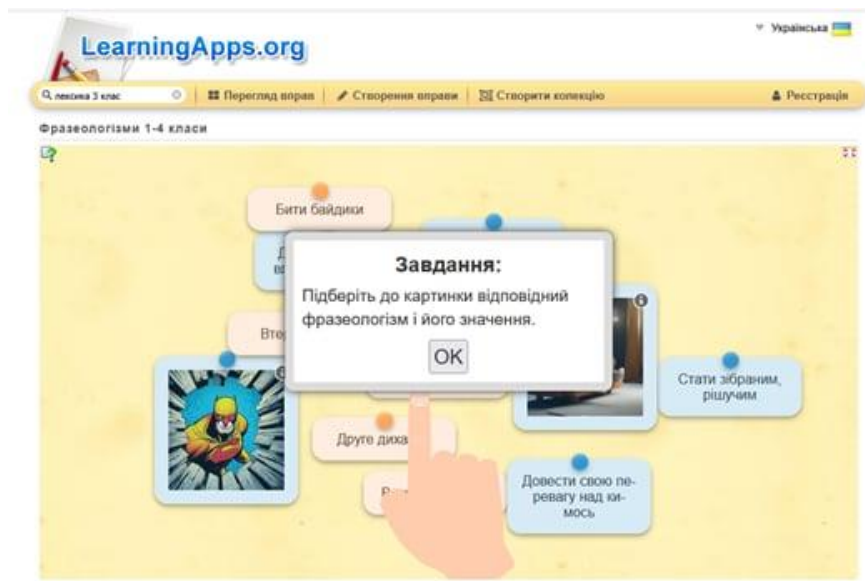 Українська
LearningApps.org
лексика 3 клас
Перегляд вправ
Створення вправи
Створити колекцію
Реєстрація
Фразеологізми 1-4 класи
Бити байдики
Завдання:
Підберіть до картинки відповідний
фразеологізм і його значення.
OK
Стати зібраним,
рішучим
Друге
Довести свою пе-
ревагу над ки-
мось